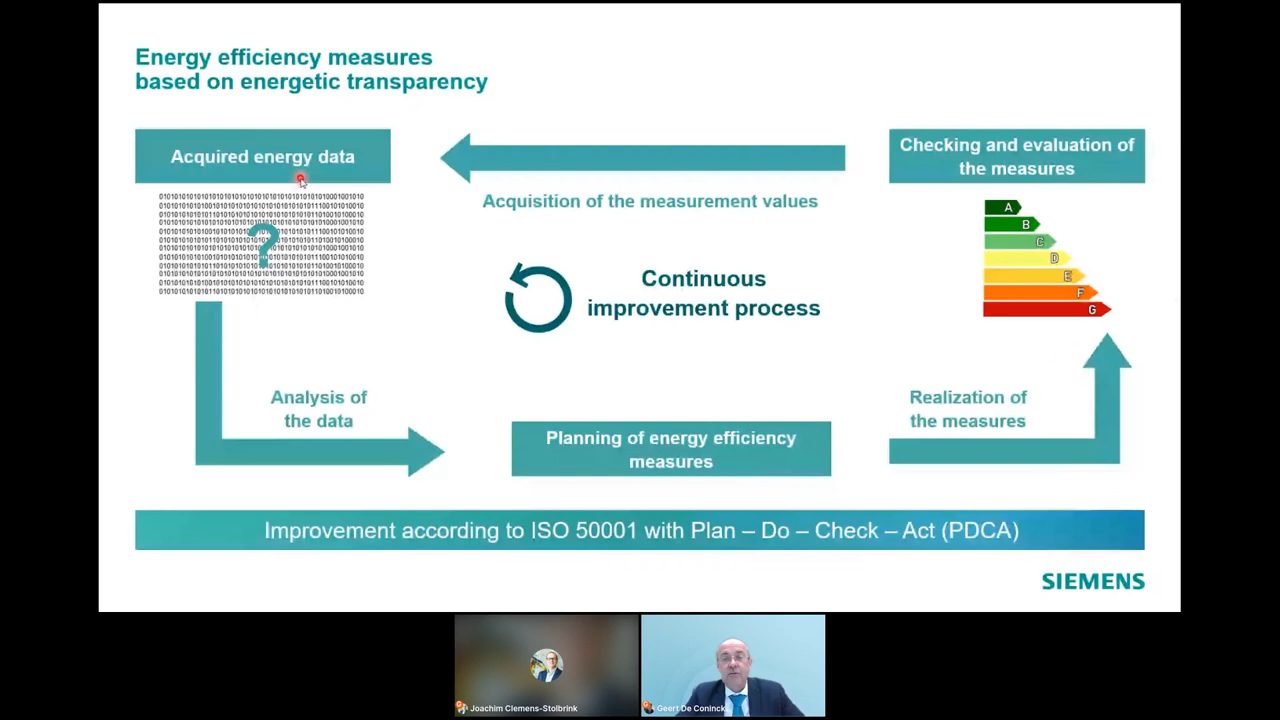 Energy efficiency measures
based on energetic transparency
Acquired energy data
Checking and evaluation of
the measures
Acquisition of the measurement values
?
A
B
C
D
E
F
G
Continuous
improvement process
Analysis of
the data
Realization of
the measures
Planning of energy efficiency
measures
Improvement according to ISO 50001 with Plan – Do – Check – Act (PDCA)
SIEMENS
Joachim Clemens-Stolbrink
Geert De Coninck